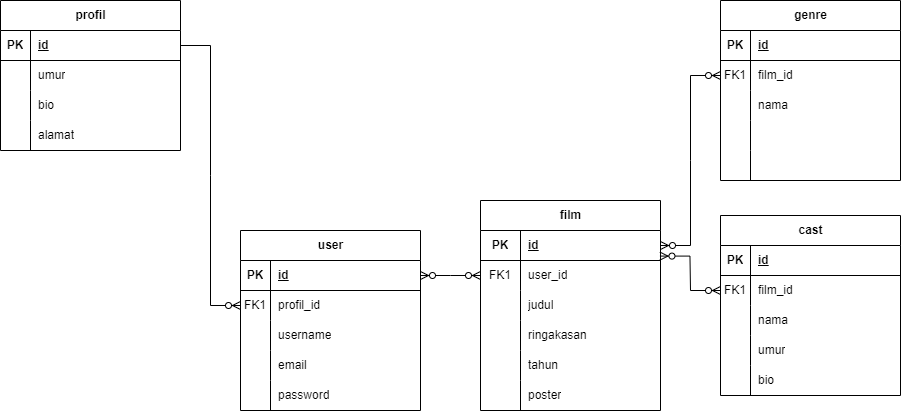 profil
PK id
umur
bio
alamat
user
PK id
FK1 profil_id
username
email
password
film
PK id
FK1 user_id
judul
ringakasan
tahun
poster
genre
PK id
FK1 film_id
nama
cast
PK id
FK1 film_id
nama
umur
bio